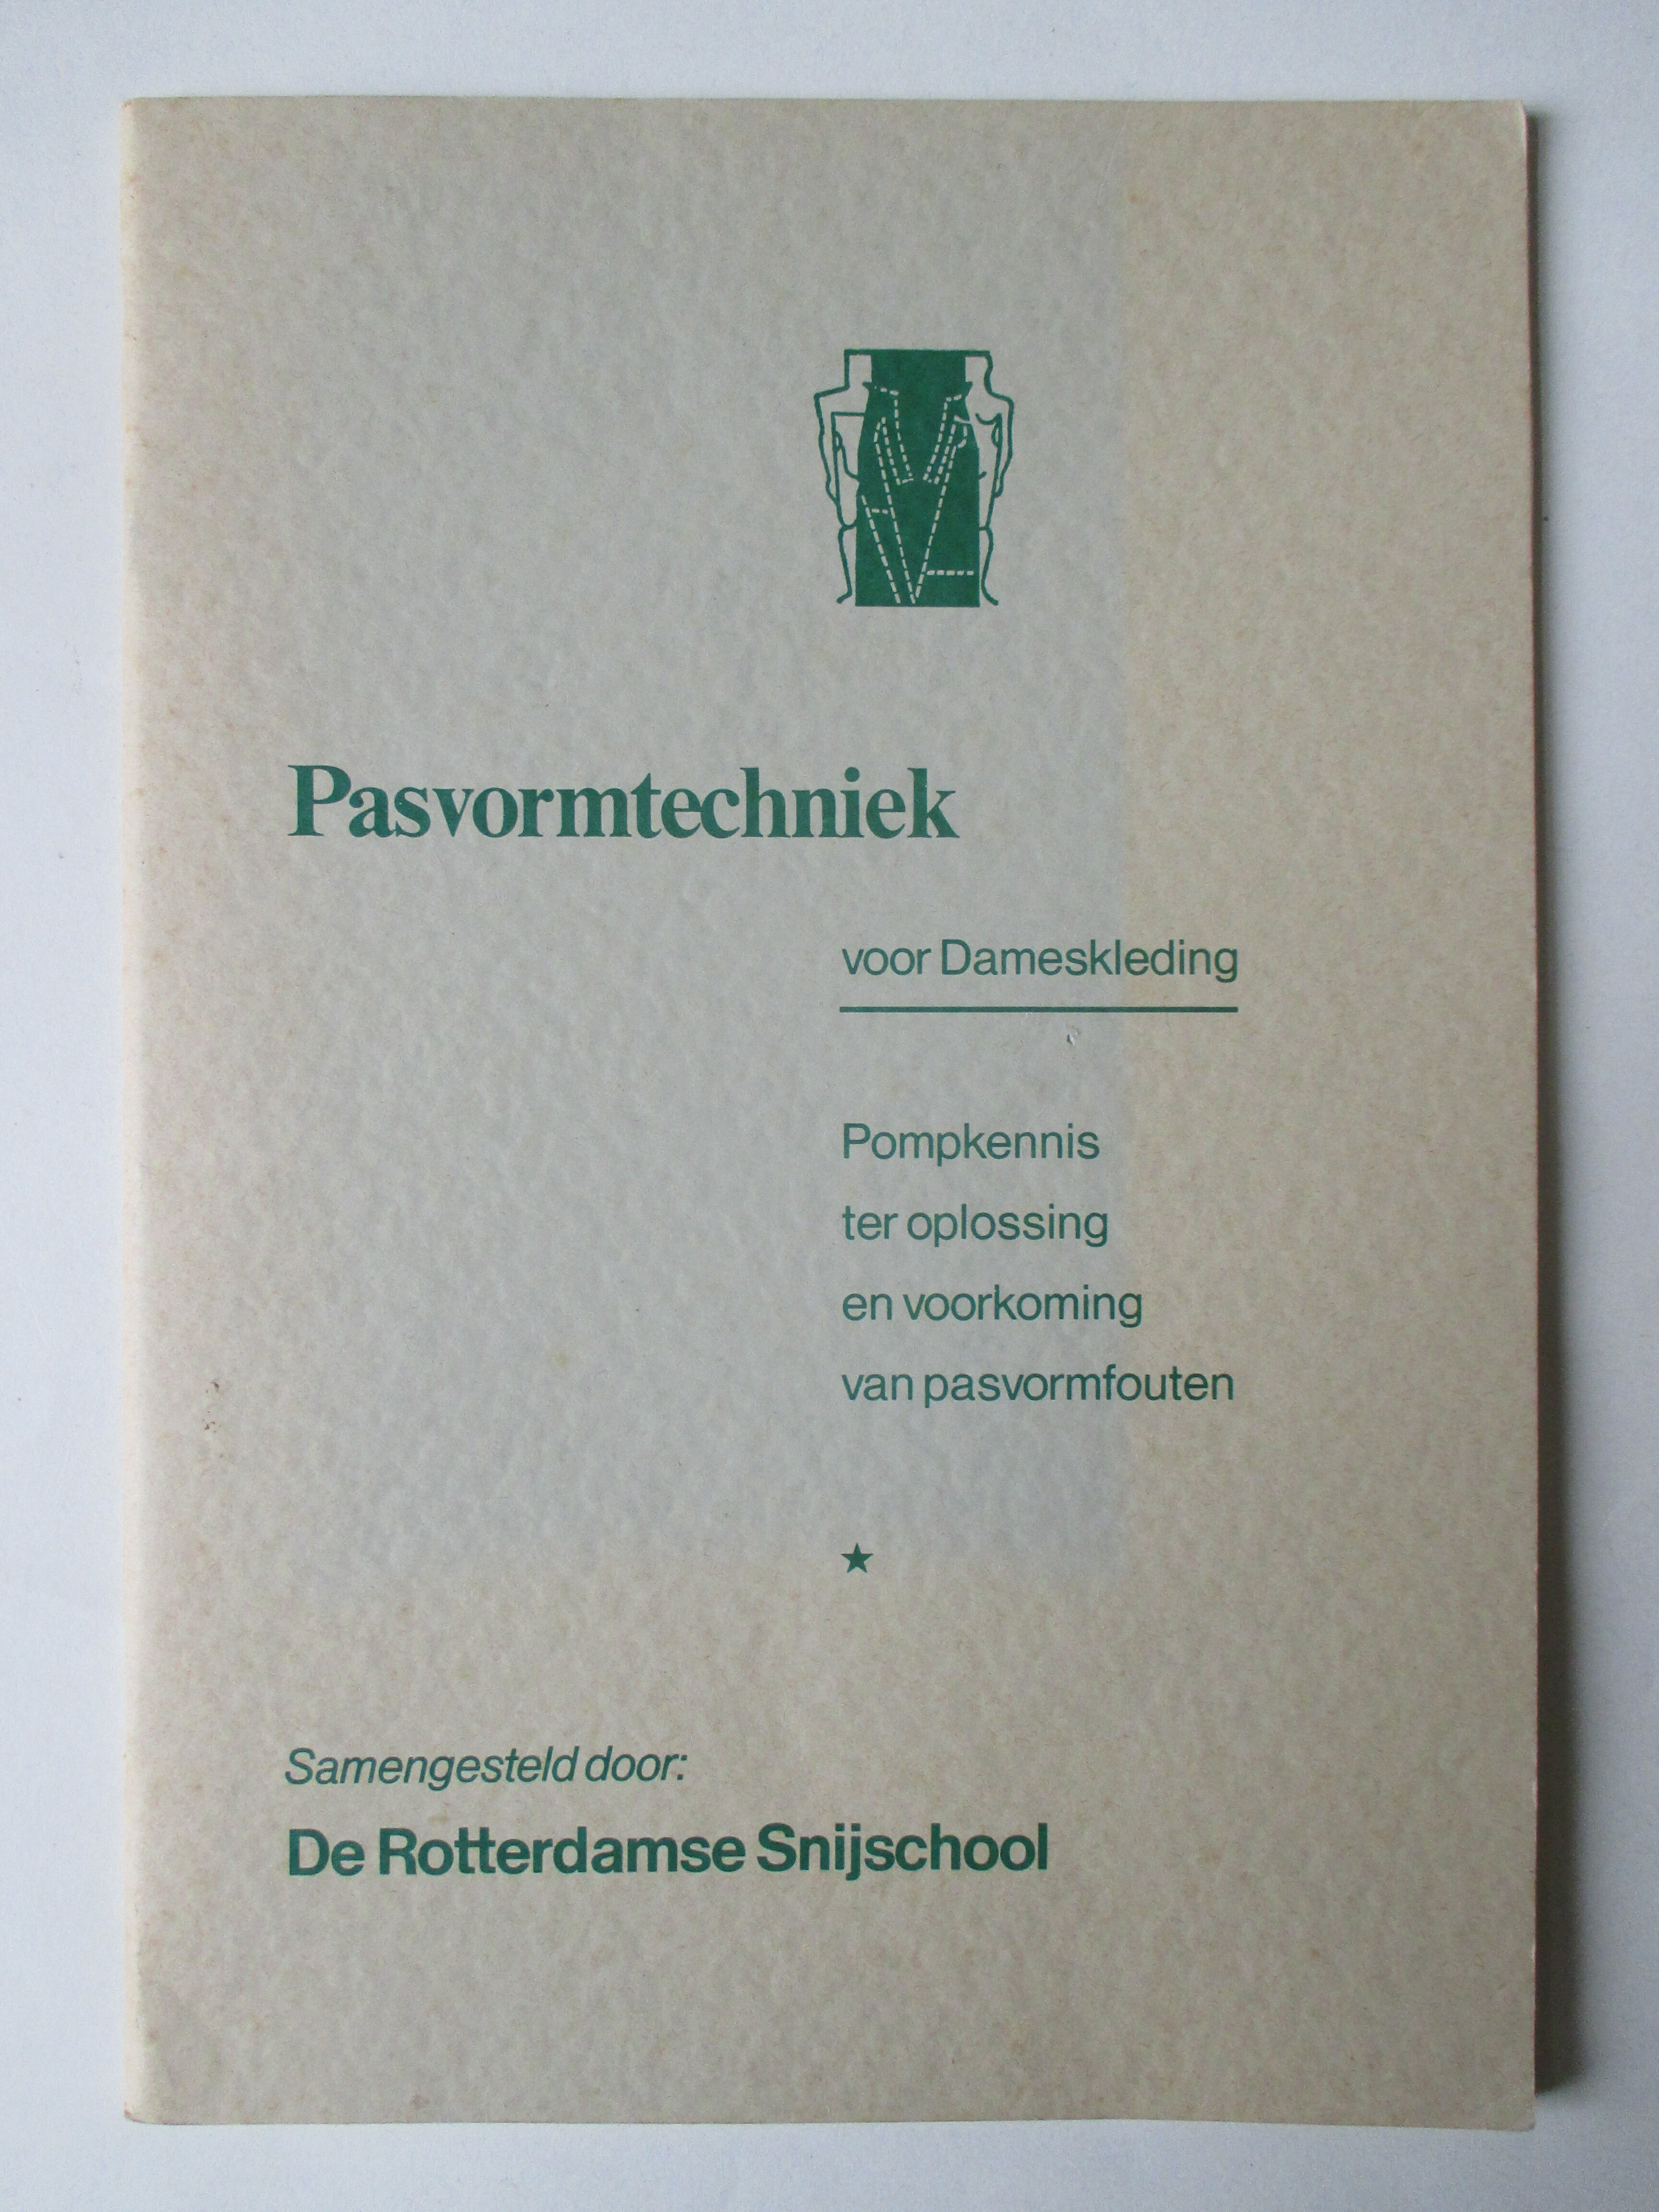 Pasvormtechniek
voor Dameskleding
Pompkennis
ter oplossing
en voorkoming
van pasvormfouten
Samengesteld door:
De Rotterdamse Snijschool